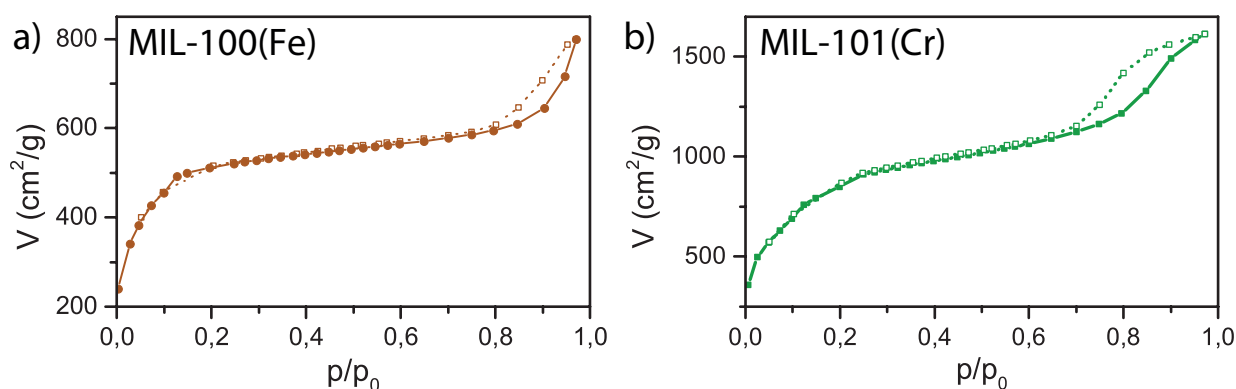 a) MIL-100(Fe)
800
600
400
200
V (cm²/g)
0,0 0,2 0,4 0,6 0,8 1,0
p/p₀
b) MIL-101(Cr)
1500
1000
500
V (cm²/g)
0,0 0,2 0,4 0,6 0,8 1,0
p/p₀